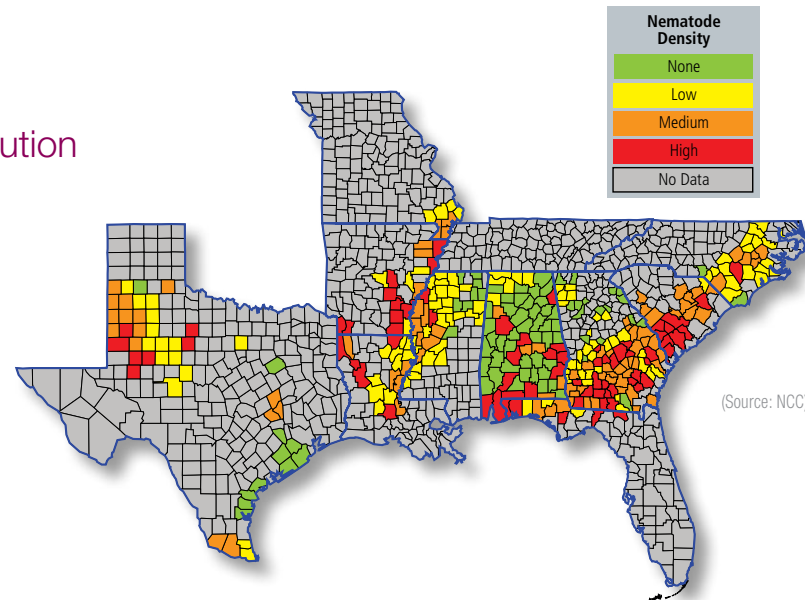 Nematode
Density
None
Low
Medium
High
No Data
ution
(Source: NCC)